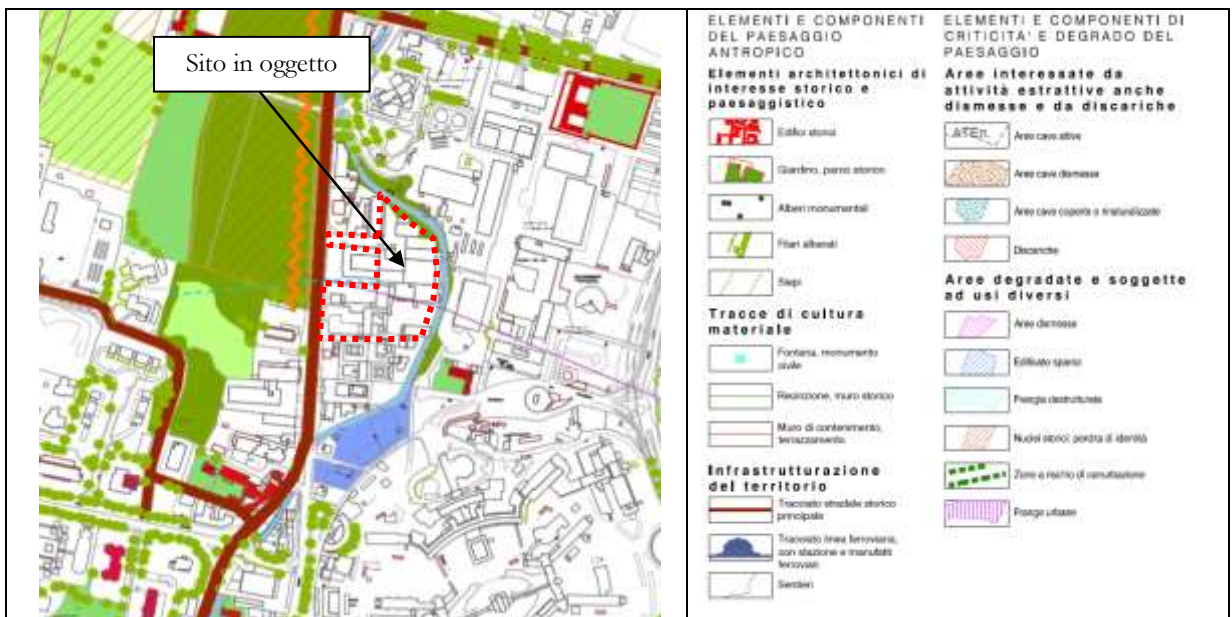 Sito in oggetto
ELEMENTI E COMPONENTI
DEL PAESAGGIO
ANTROPICO
Elementi architettonici di
interesse storico e
paesaggistico
Edifici storici
Giardino, parco storico
Alberi monumentali
Filari alberati
Siepi
Tracce di cultura
materiale
Fontana, monumento
civile
Recinzione, muro storico
Muro di contenimento,
terrazzamento
Infrastrutturazione
del territorio
Tracciato stradale storico
principale
Tracciato linea ferroviaria,
con stazione e manufatti
ferroviari
Sentieri
ELEMENTI E COMPONENTI DI
CRITICITA' E DEGRADO DEL
PAESAGGIO
Aree interessate da
attività estrattive anche
dismesse e da discariche
ATEn.
Aree cave attive
Aree cave dismesse
Aree cave coperte o rinaturalizzate
Discariche
Aree degradate e soggette
ad usi diversi
Aree dismesse
Edificato sparso
Frangia destrutturata
Nuclei storici: perdita di identità
Zone a rischio di conurbazione
Frange urbane